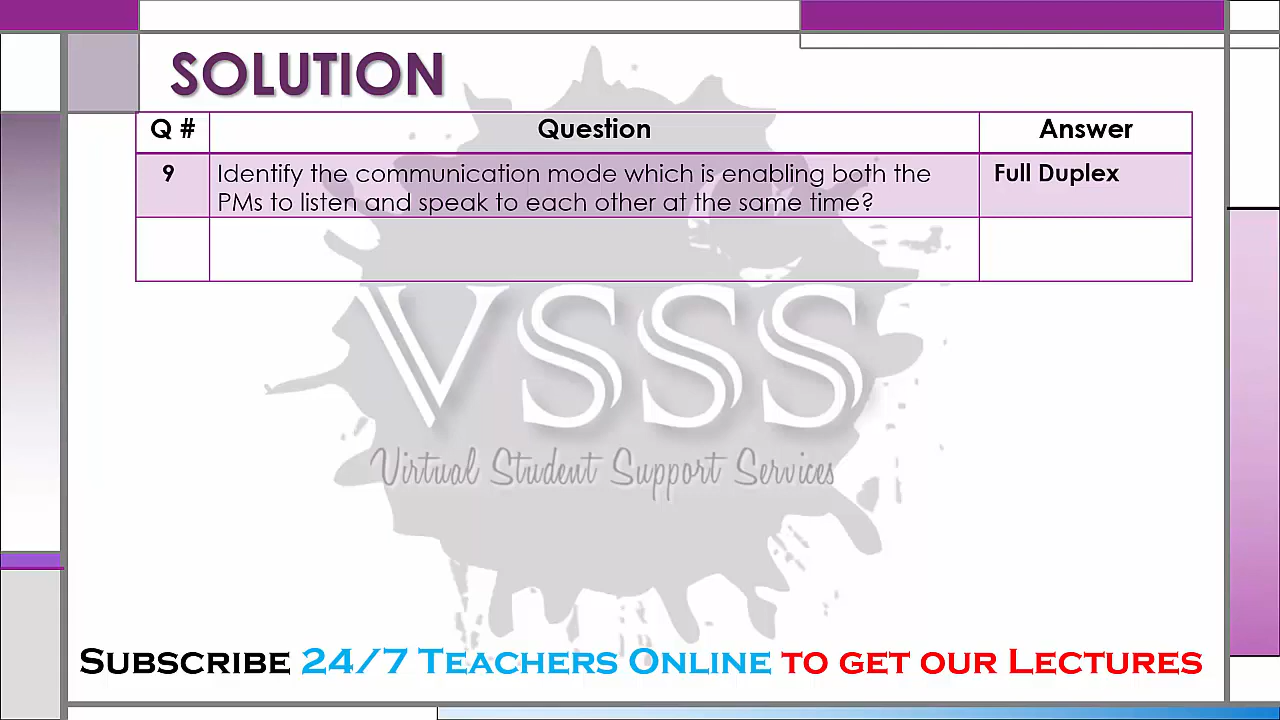 SOLUTION
Q # Question Answer
9 Identify the communication mode which is enabling both the Full Duplex
PMs to listen and speak to each other at the same time?
VSSS
Virtual Student Support Services
SUBSCRIBE 24/7 TEACHERS ONLINE TO GET OUR LECTURES